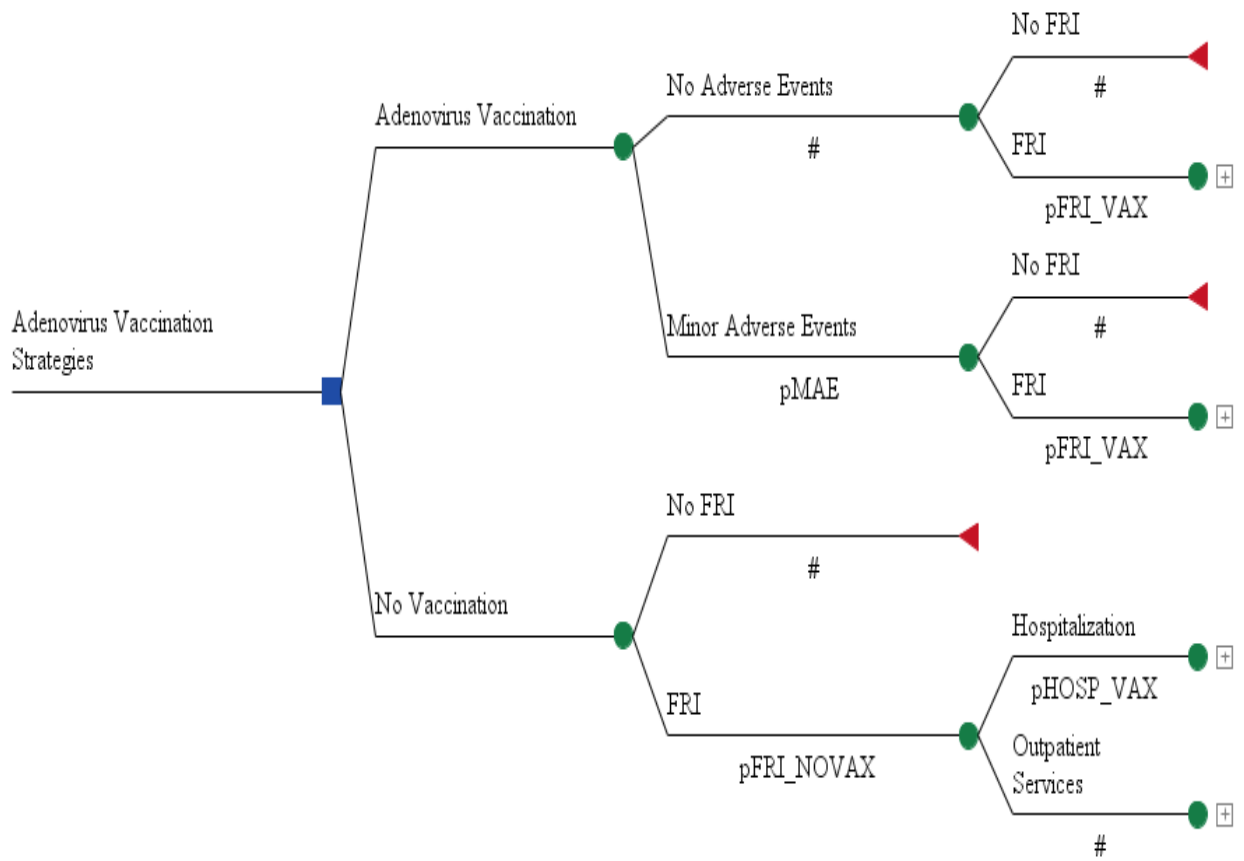 No FRI
#
No Adverse Events
Adenovirus Vaccination
#
FRI
pFRI_VAX
No FRI
#
Adenovirus Vaccination
Strategies
Minor Adverse Events
pMAE
FRI
pFRI_VAX
No FRI
#
No Vaccination
Hospitalization
pHOSP_VAX
FRI
pFRI_NOVAX
Outpatient
Services
#